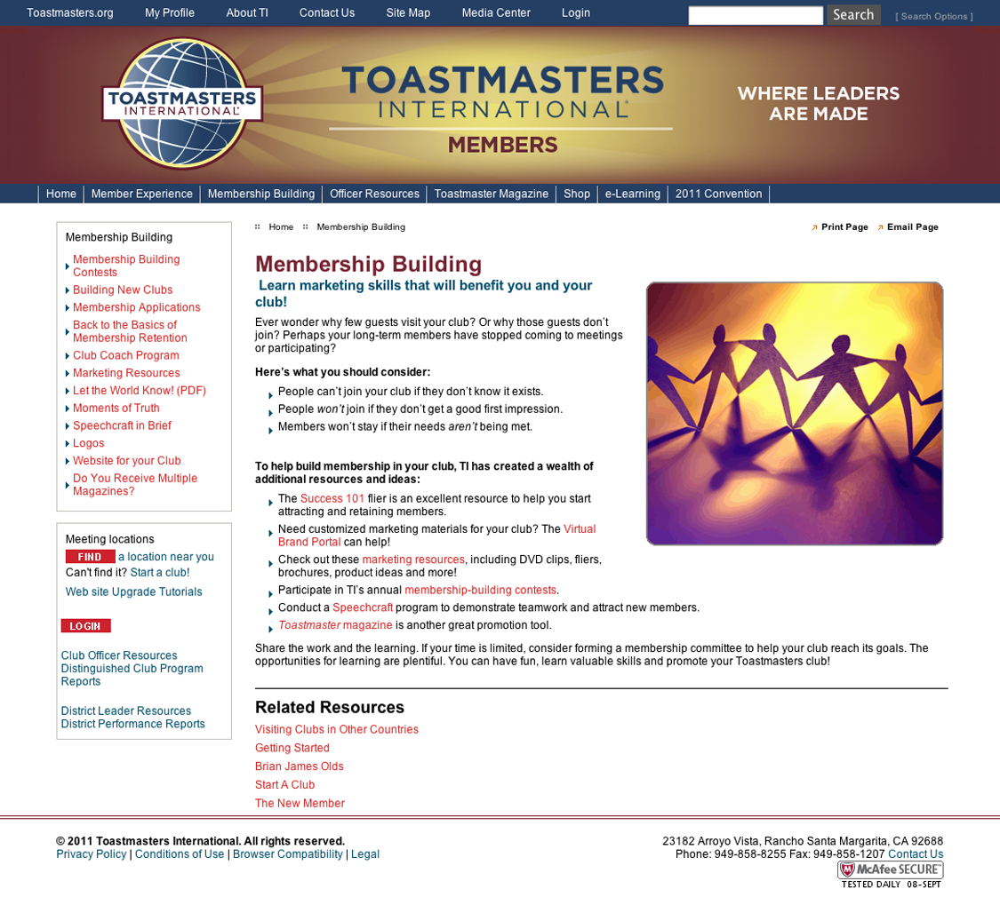 Toastmasters.org My Profile About TI Contact Us Site Map Media Center Login Search [ Search Options ]
TOASTMASTERS
INTERNATIONAL
TOASTMASTERS
INTERNATIONAL
MEMBERS
WHERE LEADERS
ARE MADE
Home Member Experience Membership Building Officer Resources Toastmaster Magazine Shop e-Learning 2011 Convention
Membership Building
Membership Building
Contests
Building New Clubs
Membership Applications
Back to the Basics of
Membership Retention
Club Coach Program
Marketing Resources
Let the World Know! (PDF)
Moments of Truth
Speechcraft in Brief
Logos
Website for your Club
Do You Receive Multiple
Magazines?
Meeting locations
FIND a location near you
Can't find it? Start a club!
Web site Upgrade Tutorials
LOGIN
Club Officer Resources
Distinguished Club Program
Reports
District Leader Resources
District Performance Reports
Home Membership Building
Print Page Email Page
Membership Building
Learn marketing skills that will benefit you and your
club!
Ever wonder why few guests visit your club? Or why those guests don't
join? Perhaps your long-term members have stopped coming to meetings
or participating?
Here's what you should consider:
People can't join your club if they don't know it exists.
People won't join if they don't get a good first impression.
Members won't stay if their needs aren't being met.
To help build membership in your club, TI has created a wealth of
additional resources and ideas:
The Success 101 flier is an excellent resource to help you start
attracting and retaining members.
Need customized marketing materials for your club? The Virtual
Brand Portal can help!
Check out these marketing resources, including DVD clips, fliers,
brochures, product ideas and more!
Participate in TI's annual membership-building contests.
Conduct a Speechcraft program to demonstrate teamwork and attract new members.
Toastmaster magazine is another great promotion tool.
Share the work and the learning. If your time is limited, consider forming a membership committee to help your club reach its goals. The
opportunities for learning are plentiful. You can have fun, learn valuable skills and promote your Toastmasters club!
Related Resources
Visiting Clubs in Other Countries
Getting Started
Brian James Olds
Start A Club
The New Member
© 2011 Toastmasters International. All rights reserved.
Privacy Policy | Conditions of Use | Browser Compatibility | Legal
23182 Arroyo Vista, Rancho Santa Margarita, CA 92688
Phone: 949-858-8255 Fax: 949-858-1207 Contact Us
McAfee SECURE™
TESTED DAILY 08-SEPT